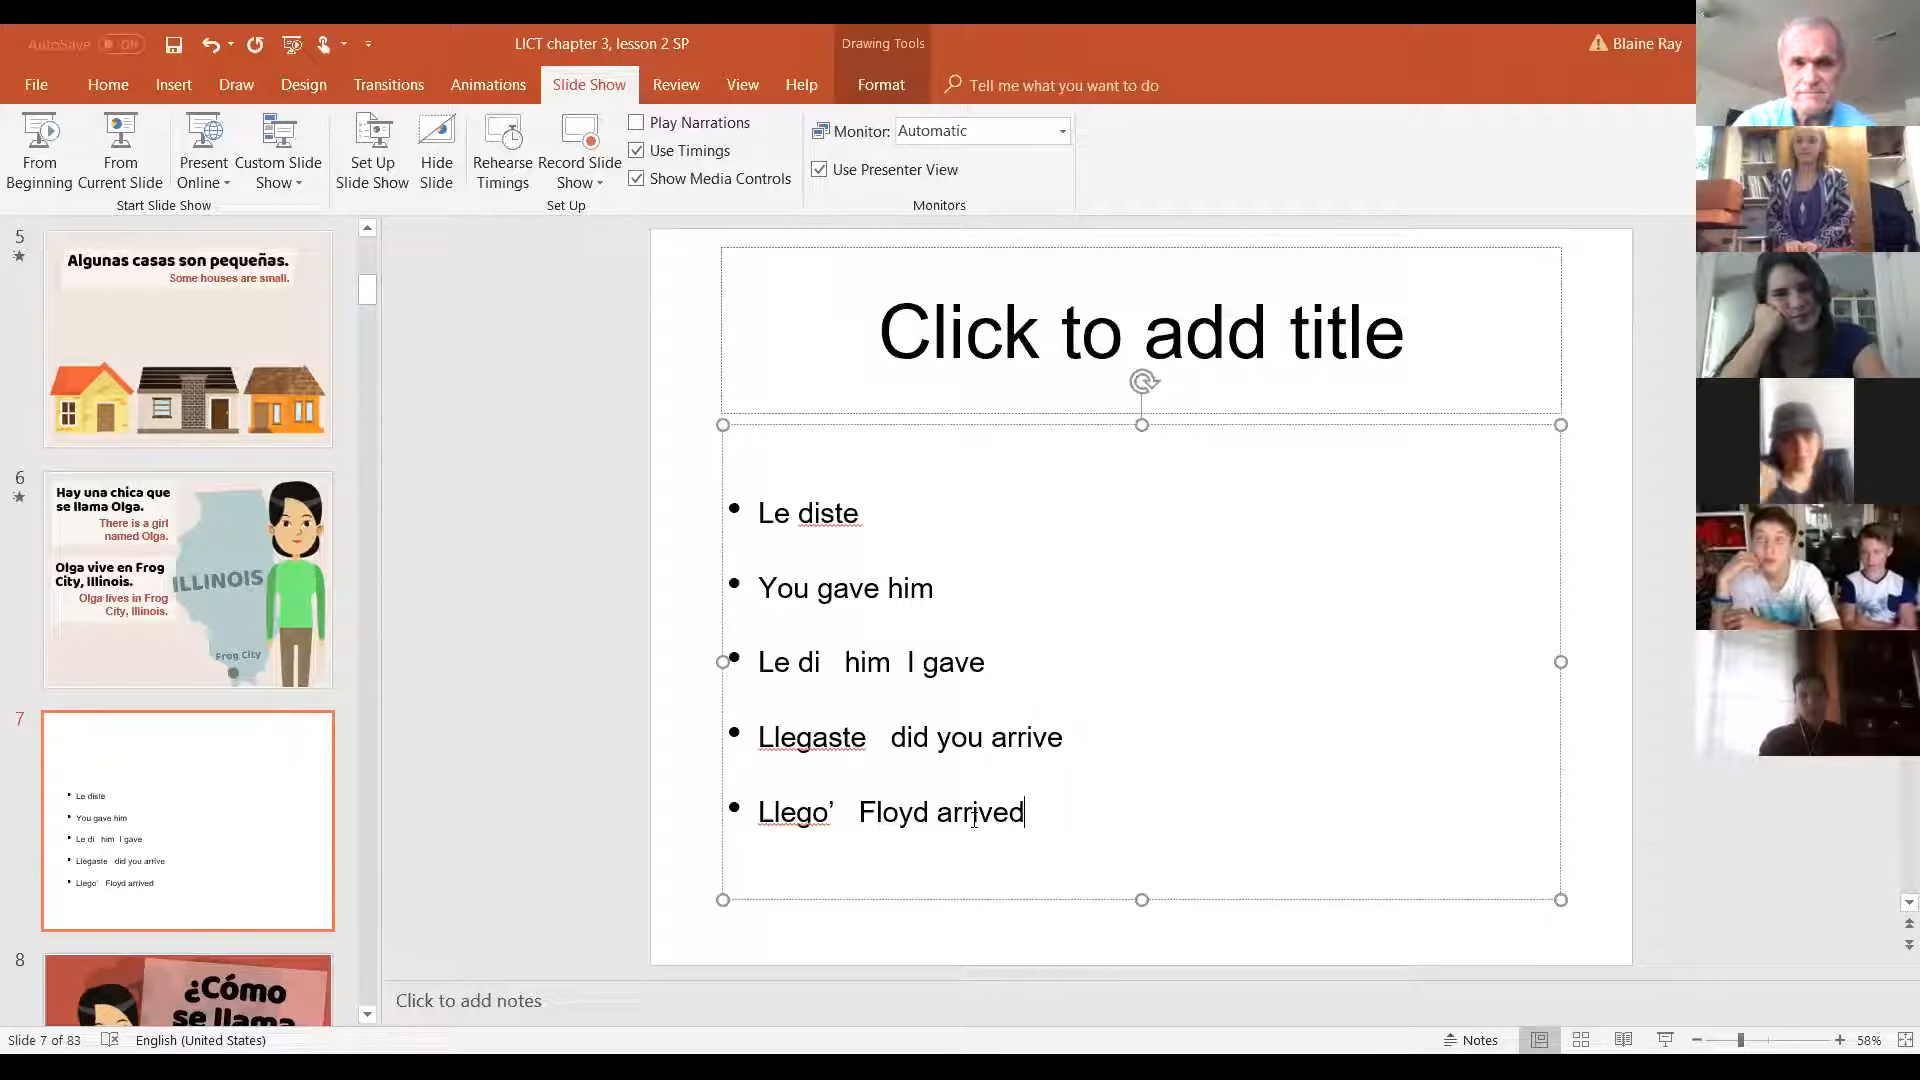 AutoSave ON
LICT chapter 3, lesson 2 SP
Drawing Tools
Blaine Ray
File Home Insert Draw Design Transitions Animations Slide Show Review View Help Format Tell me what you want to do
From Beginning
From Current Slide
Present Online
Custom Slide Show
Set Up Slide Show
Hide Slide
Rehearse Timings
Record Slide Show
Play Narrations
Use Timings
Show Media Controls
Monitor: Automatic
Use Presenter View
Start Slide Show
Set Up
Monitors
5
Algunas casas son pequeñas.
Some houses are small.
6
Hay una chica que
se llama Olga.
There is a girl
named Olga.
Olga vive en Frog
City, Illinois.
Olga lives in Frog
City, Illinois.
ILLINOIS
Frog City
7
Le diste
You gave him
Le di him I gave
Llegaste did you arrive
Llego’ Floyd arrived
8
¿Cómo
se llama
Click to add title
• Le diste
• You gave him
• Le di him I gave
• Llegaste did you arrive
• Llego’ Floyd arrived
Click to add notes
Slide 7 of 83
English (United States)
Notes
58%